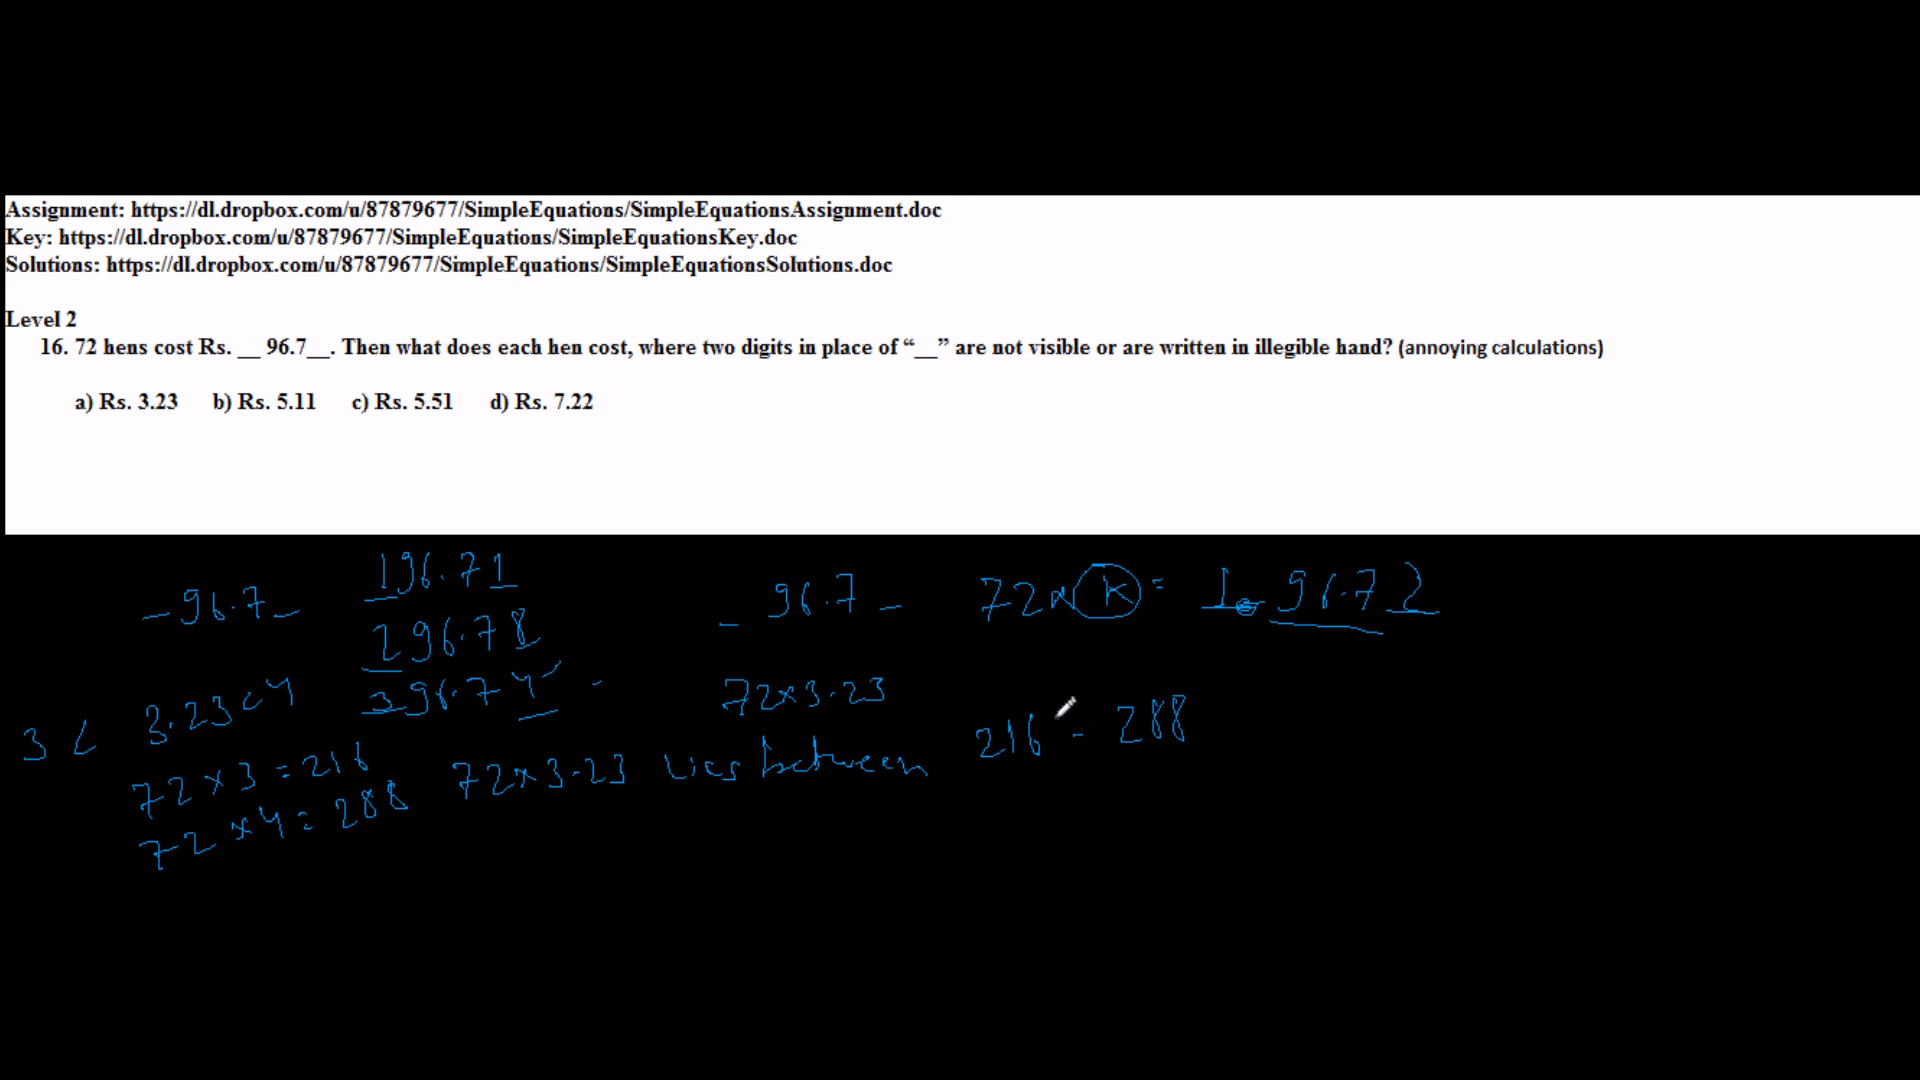 Assignment: https://dl.dropbox.com/u/87879677/SimpleEquations/SimpleEquationsAssignment.doc
Key: https://dl.dropbox.com/u/87879677/SimpleEquations/SimpleEquationsKey.doc
Solutions: https://dl.dropbox.com/u/87879677/SimpleEquations/SimpleEquationsSolutions.doc
Level 2
16. 72 hens cost Rs. __ 96.7__. Then what does each hen cost, where two digits in place of “__” are not visible or are written in illegible hand? (annoying calculations)
a) Rs. 3.23 b) Rs. 5.11 c) Rs. 5.51 d) Rs. 7.22
_96.7_
196.71
296.78
396.74
_ 96.7_
72 × k = 1 96.72
3 < 3.23 < 4
72×3.23
72 × 3 = 216
72 × 4 = 288
72×3.23 lies between 216 - 288